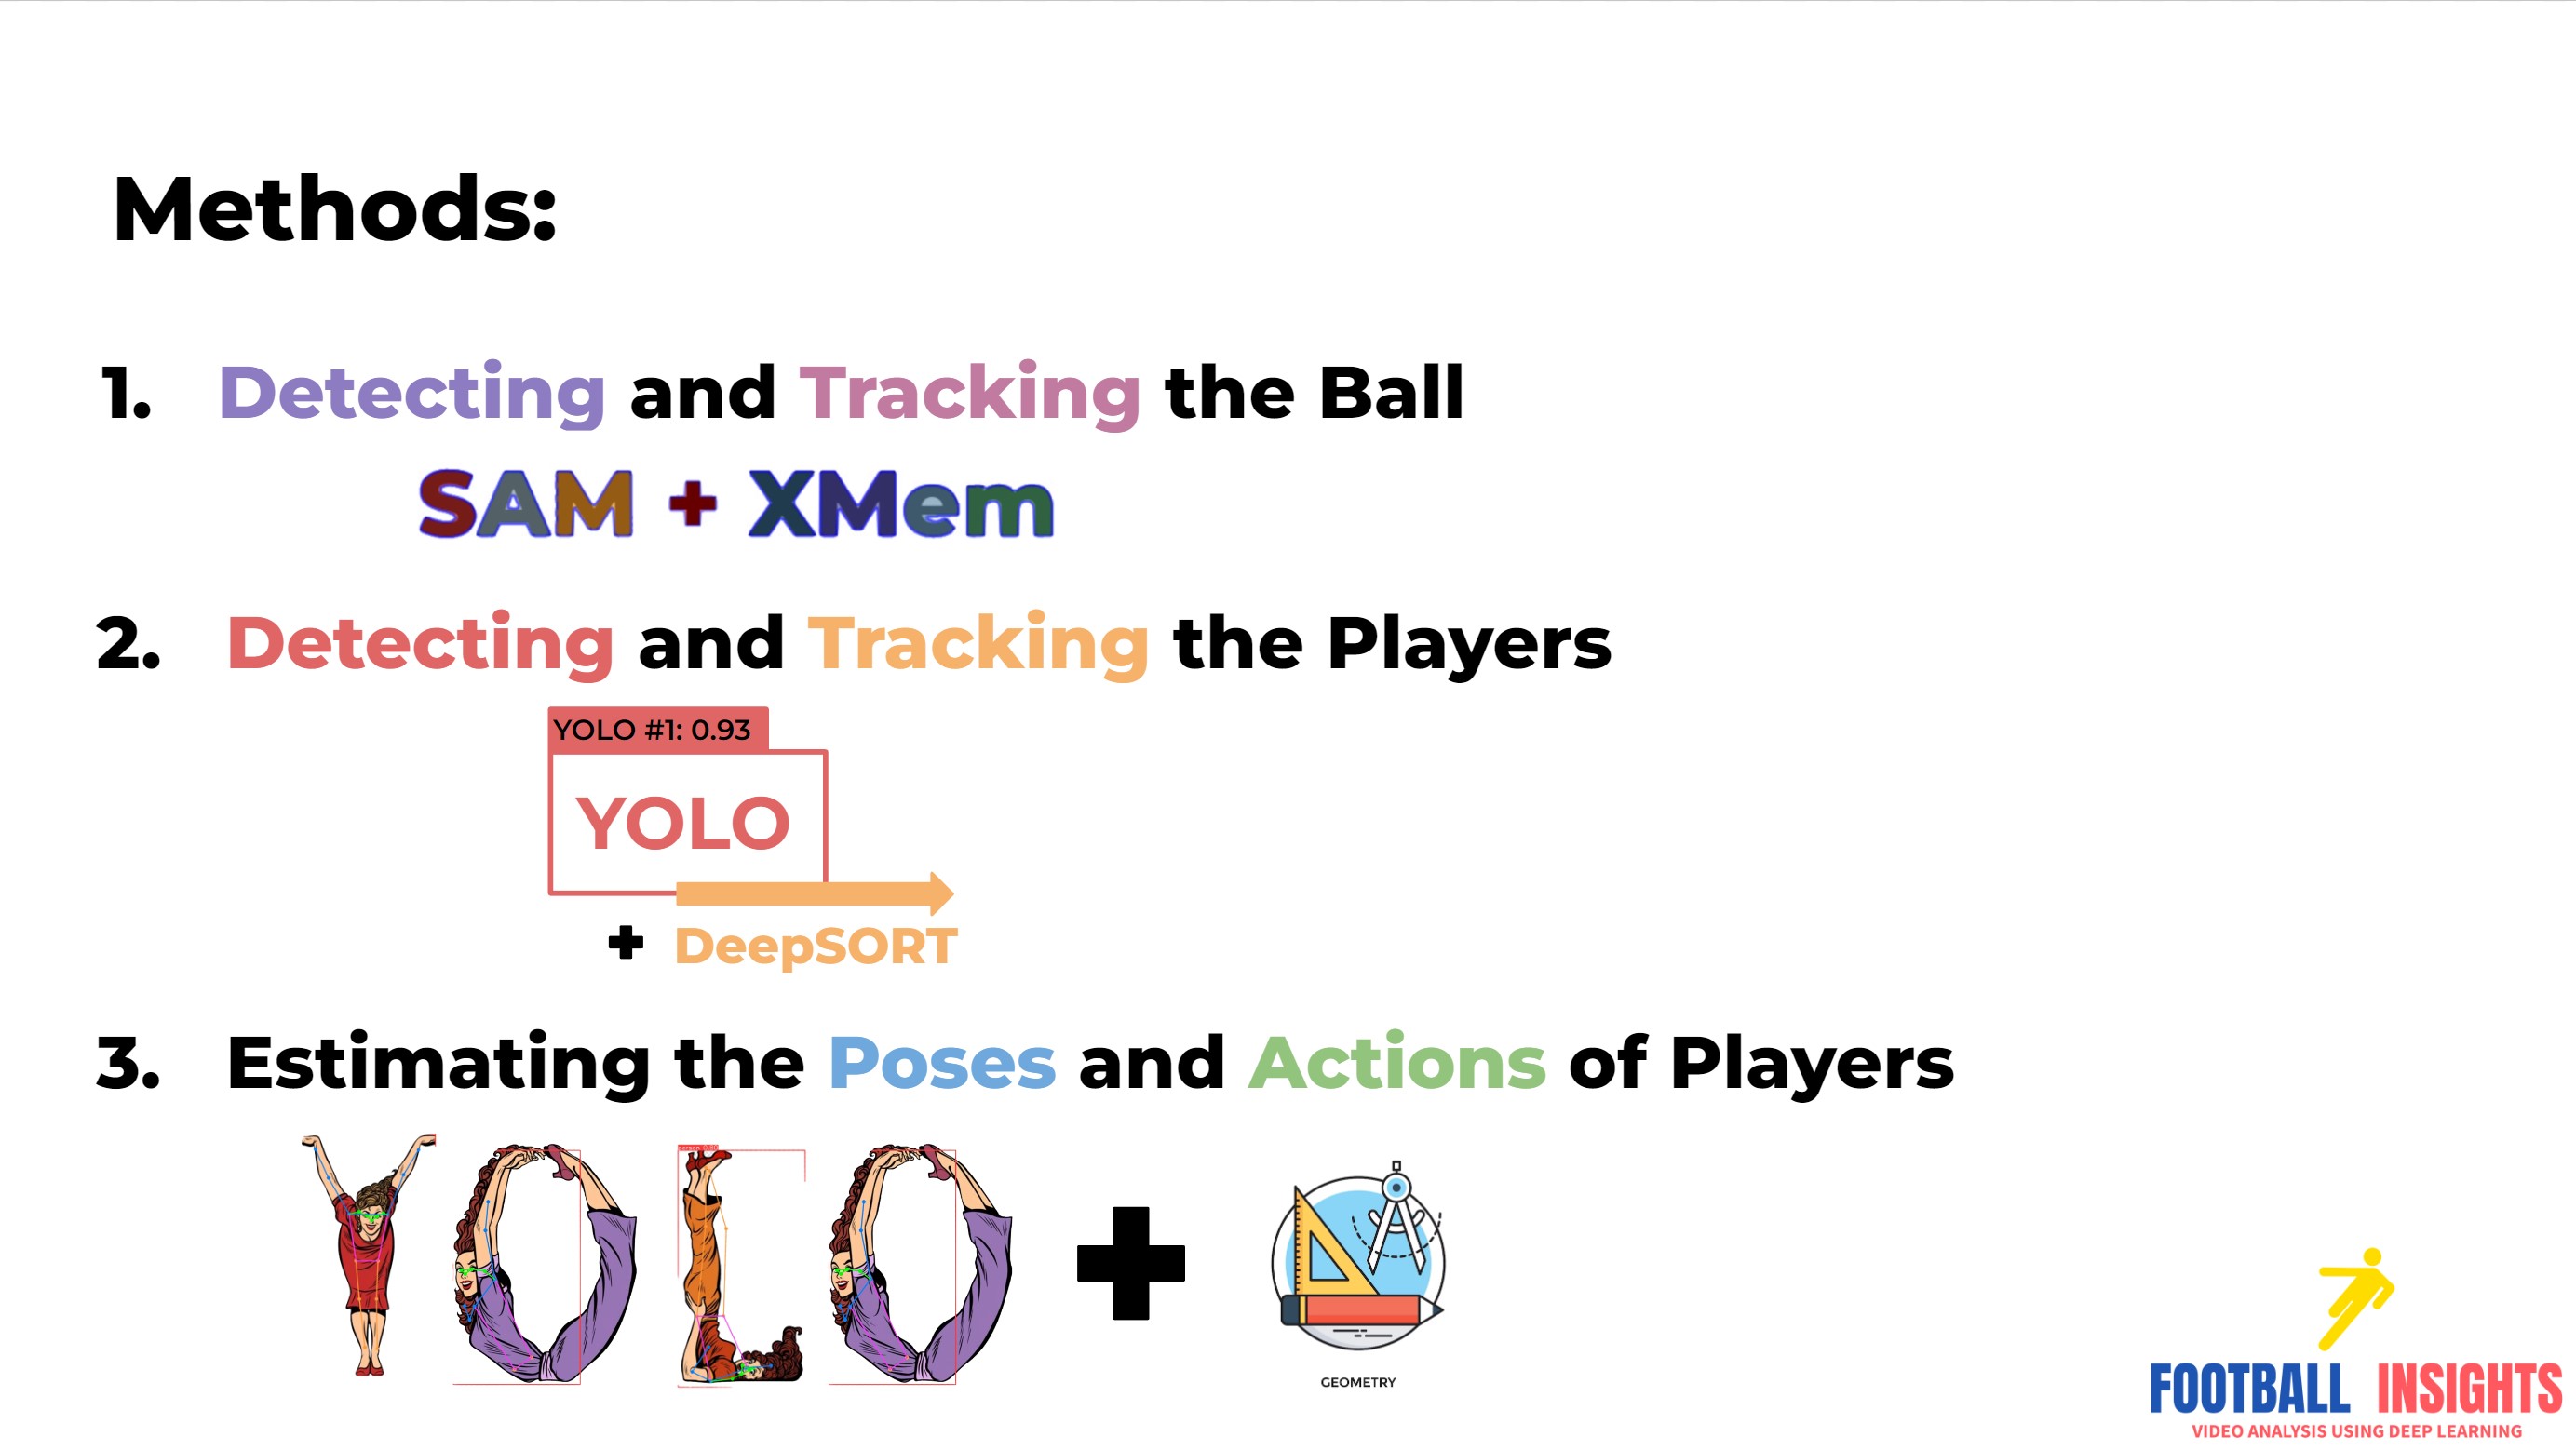 Methods:
1. Detecting and Tracking the Ball
SAM + XMem
2. Detecting and Tracking the Players
YOLO #1: 0.93
YOLO
+ DeepSORT
3. Estimating the Poses and Actions of Players
YOLO +
GEOMETRY
FOOTBALL INSIGHTS
VIDEO ANALYSIS USING DEEP LEARNING